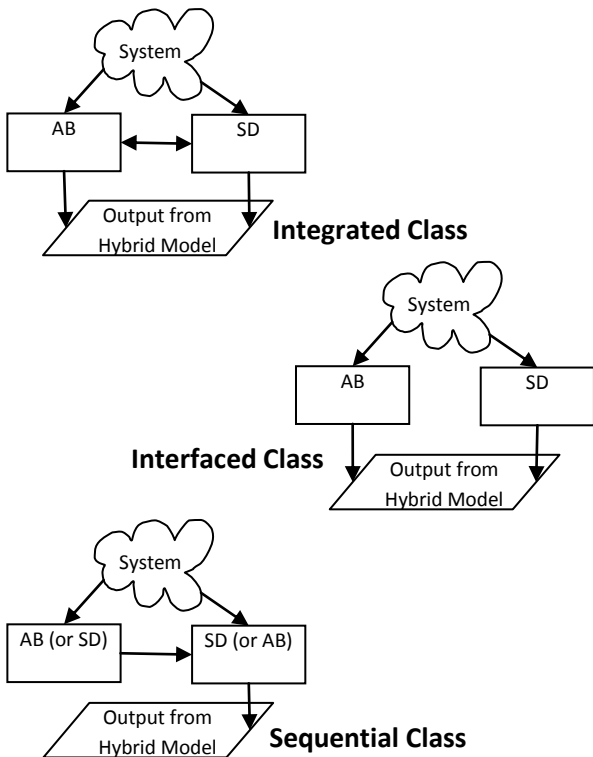 System
AB
SD
Output from
Hybrid Model
Integrated Class
System
AB
SD
Interfaced Class
Output from
Hybrid Model
System
AB (or SD)
SD (or AB)
Output from
Hybrid Model
Sequential Class